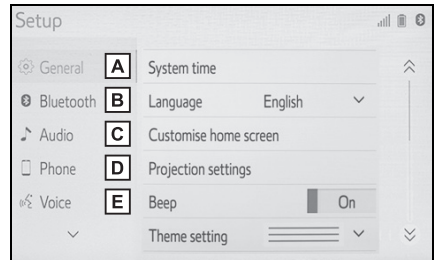 Setup
General A System time
Bluetooth B Language English
Audio C Customise home screen
Phone D Projection settings
Voice E Beep On
Theme setting